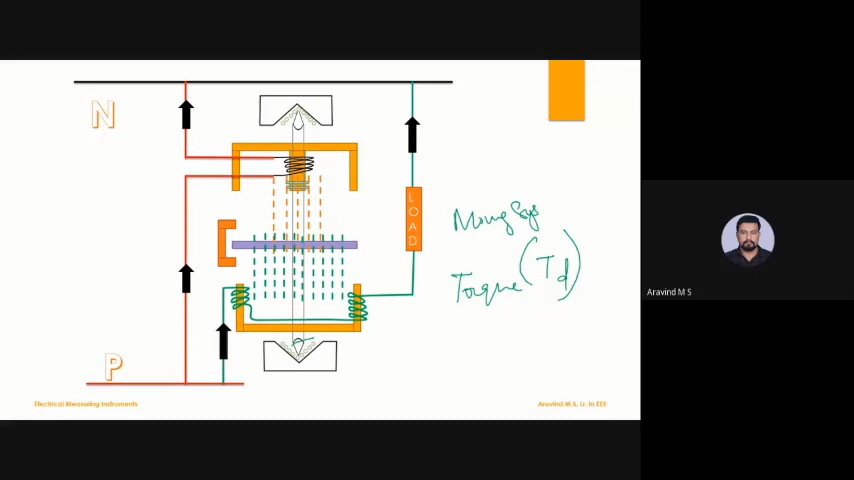 N
LOAD
Moving Sys
Torque (Td)
Aravind M S
P
Electrical Measuring Instruments
Aravind M S, Lr. in EEE